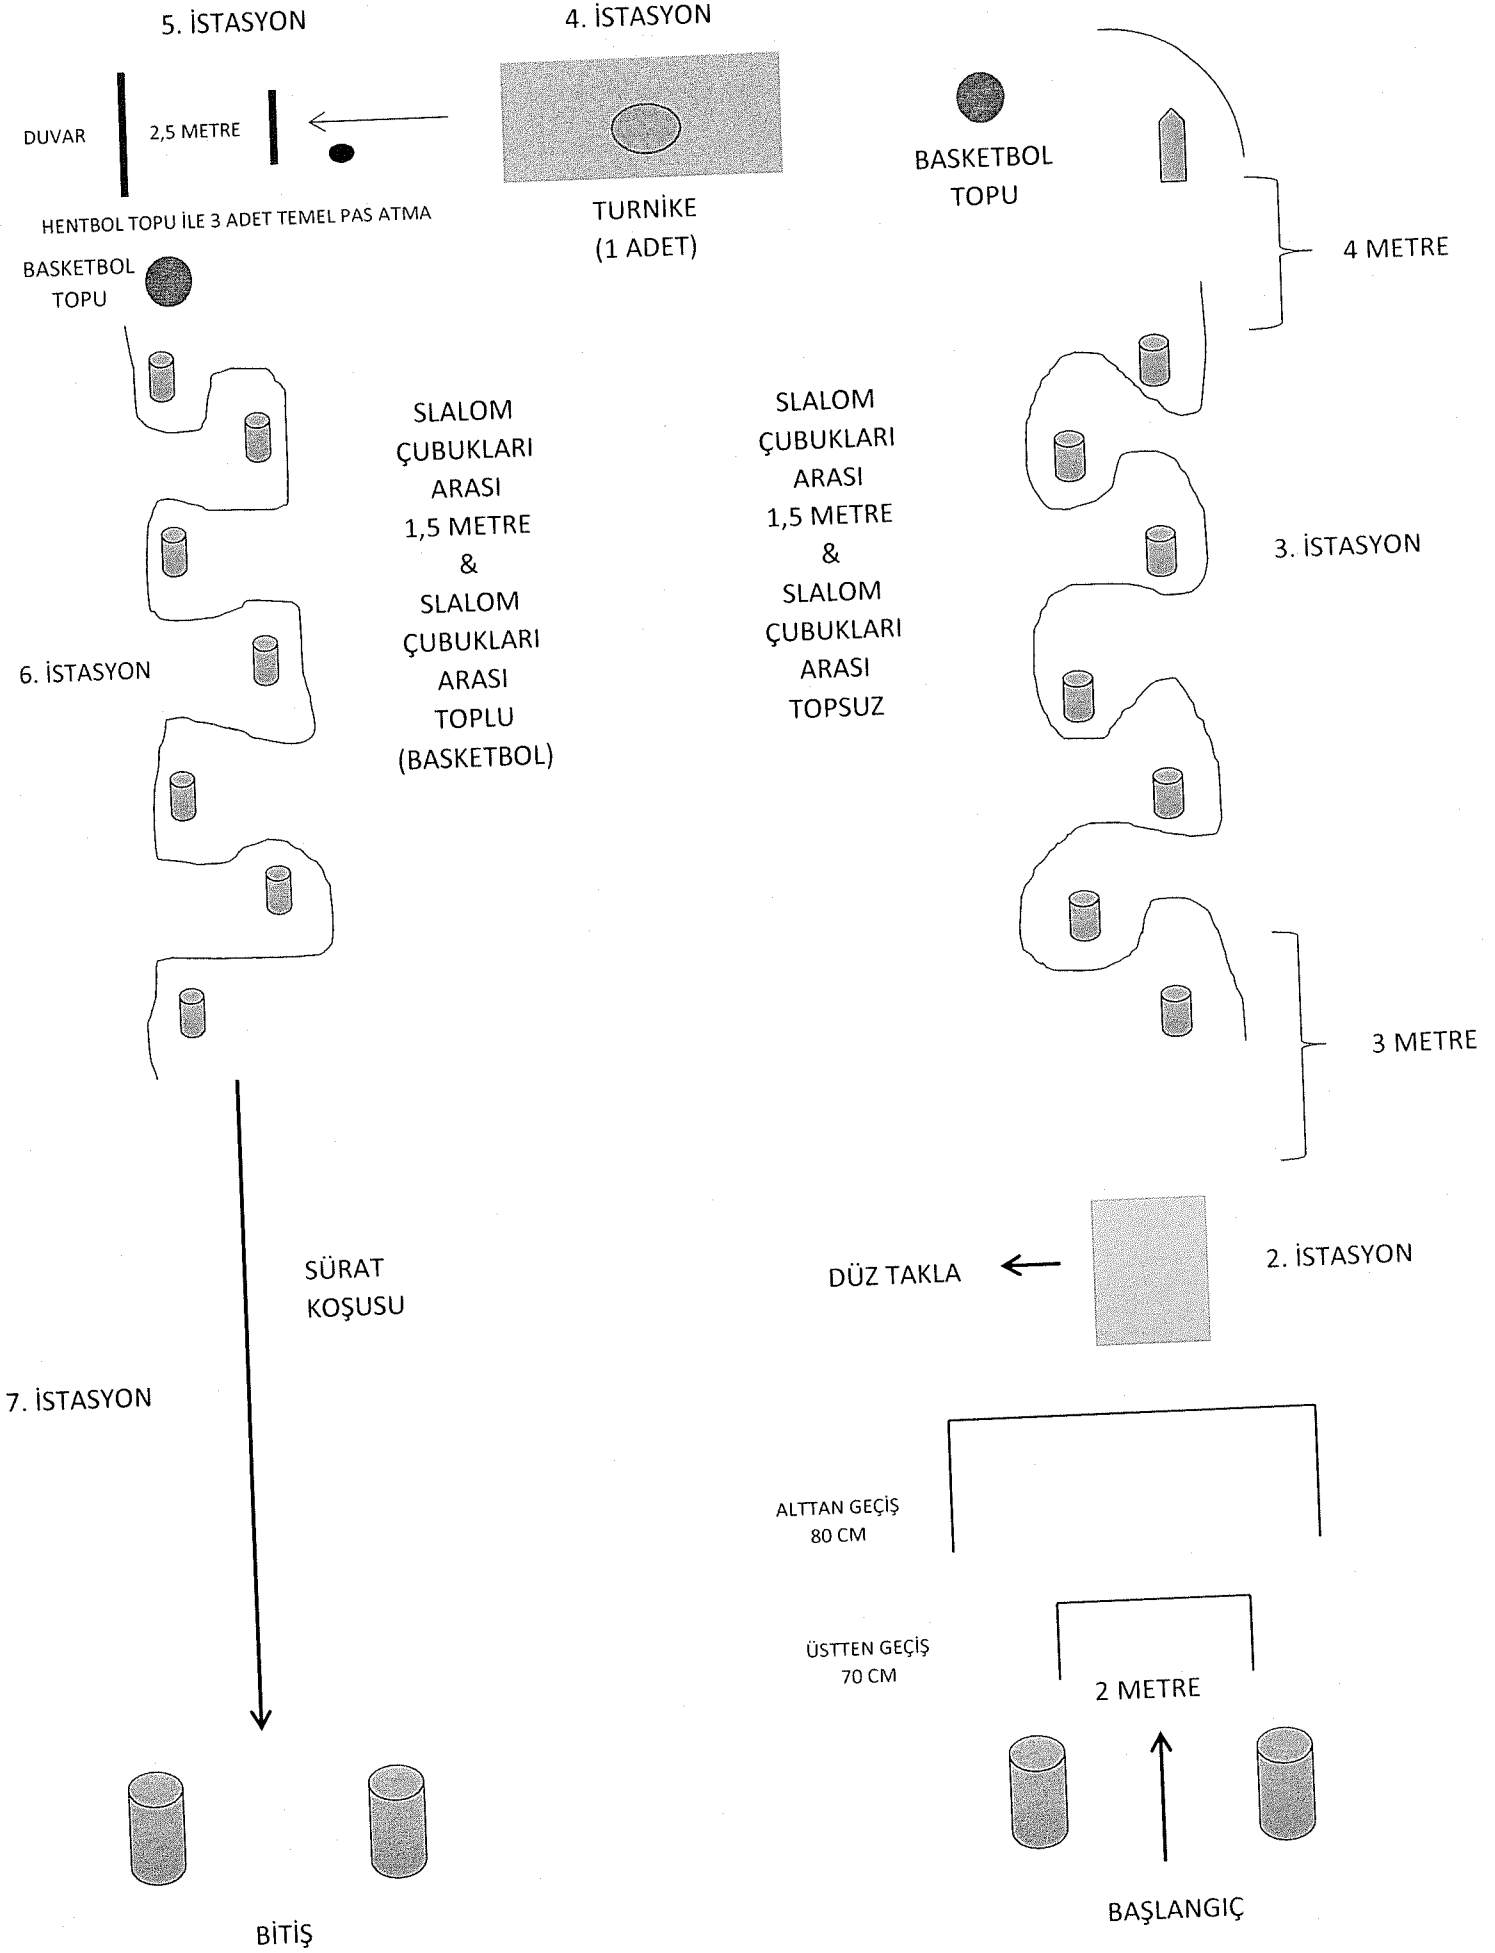 5. İSTASYON
4. İSTASYON
DUVAR
2,5 METRE
HENTBOL TOPU İLE 3 ADET TEMEL PAS ATMA
TURNİKE
(1 ADET)
BASKETBOL
TOPU
4 METRE
BASKETBOL
TOPU
SLALOM
ÇUBUKLARI
ARASI
1,5 METRE
&
SLALOM
ÇUBUKLARI
ARASI
TOPLU
(BASKETBOL)
SLALOM
ÇUBUKLARI
ARASI
1,5 METRE
&
SLALOM
ÇUBUKLARI
ARASI
TOPSUZ
3. İSTASYON
6. İSTASYON
3 METRE
SÜRAT
KOŞUSU
DÜZ TAKLA
2. İSTASYON
7. İSTASYON
ALTTAN GEÇİŞ
80 CM
ÜSTTEN GEÇİŞ
70 CM
2 METRE
BAŞLANGIÇ
BİTİŞ